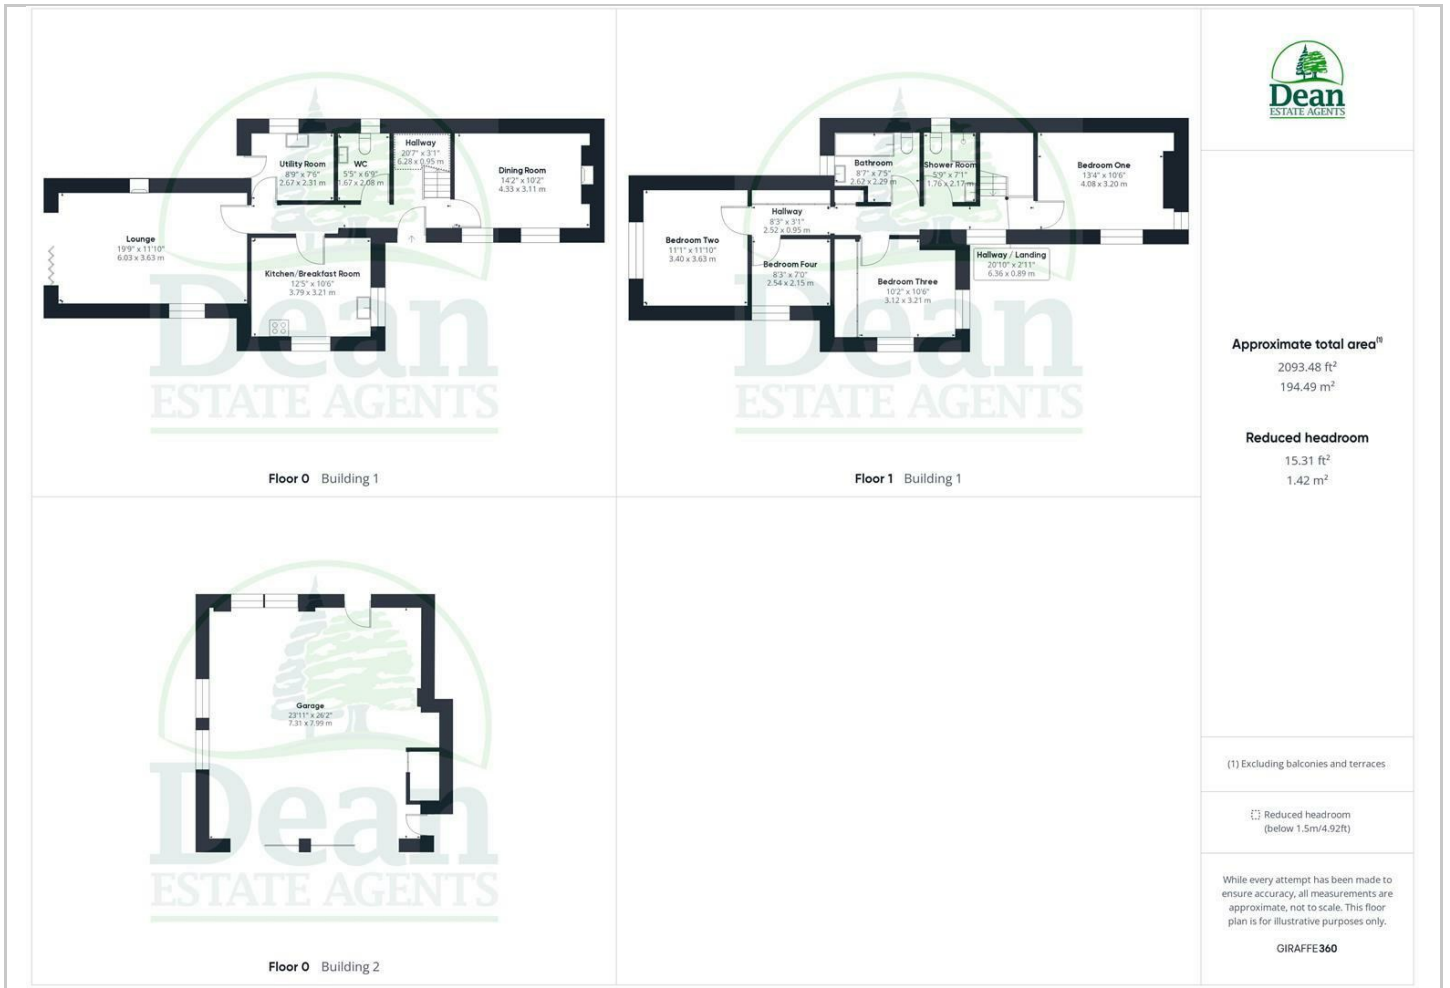 Utility Room
8'9" x 7'6"
2.67 x 2.31 m
WC
5'5" x 6'9"
1.67 x 2.08 m
Hallway
20'7" x 3'1"
6.28 x 0.95 m
Dining Room
14'2" x 10'2"
4.33 x 3.11 m
Lounge
19'9" x 11'10"
6.03 x 3.63 m
Kitchen/Breakfast Room
12'5" x 10'6"
3.79 x 3.21 m
Dean
ESTATE AGENTS
Floor 0 Building 1
Bathroom
8'7" x 7'5"
2.62 x 2.29 m
Shower Room
5'9" x 7'1"
1.76 x 2.17 m
Bedroom One
13'4" x 10'6"
4.08 x 3.20 m
Hallway
8'3" x 3'1"
2.52 x 0.95 m
Bedroom Two
11'1" x 11'10"
3.40 x 3.63 m
Bedroom Four
8'3" x 7'0"
2.54 x 2.15 m
Hallway / Landing
20'10" x 2'11"
6.36 x 0.89 m
Bedroom Three
10'2" x 10'6"
3.12 x 3.21 m
Dean
ESTATE AGENTS
Floor 1 Building 1
Garage
23'11" x 26'2"
7.31 x 7.99 m
Dean
ESTATE AGENTS
Floor 0 Building 2
Dean
ESTATE AGENTS
Approximate total area(1)
2093.48 ft²
194.49 m²
Reduced headroom
15.31 ft²
1.42 m²
(1) Excluding balconies and terraces
Reduced headroom
(below 1.5m/4.92ft)
While every attempt has been made to
ensure accuracy, all measurements are
approximate, not to scale. This floor
plan is for illustrative purposes only.
GIRAFFE360